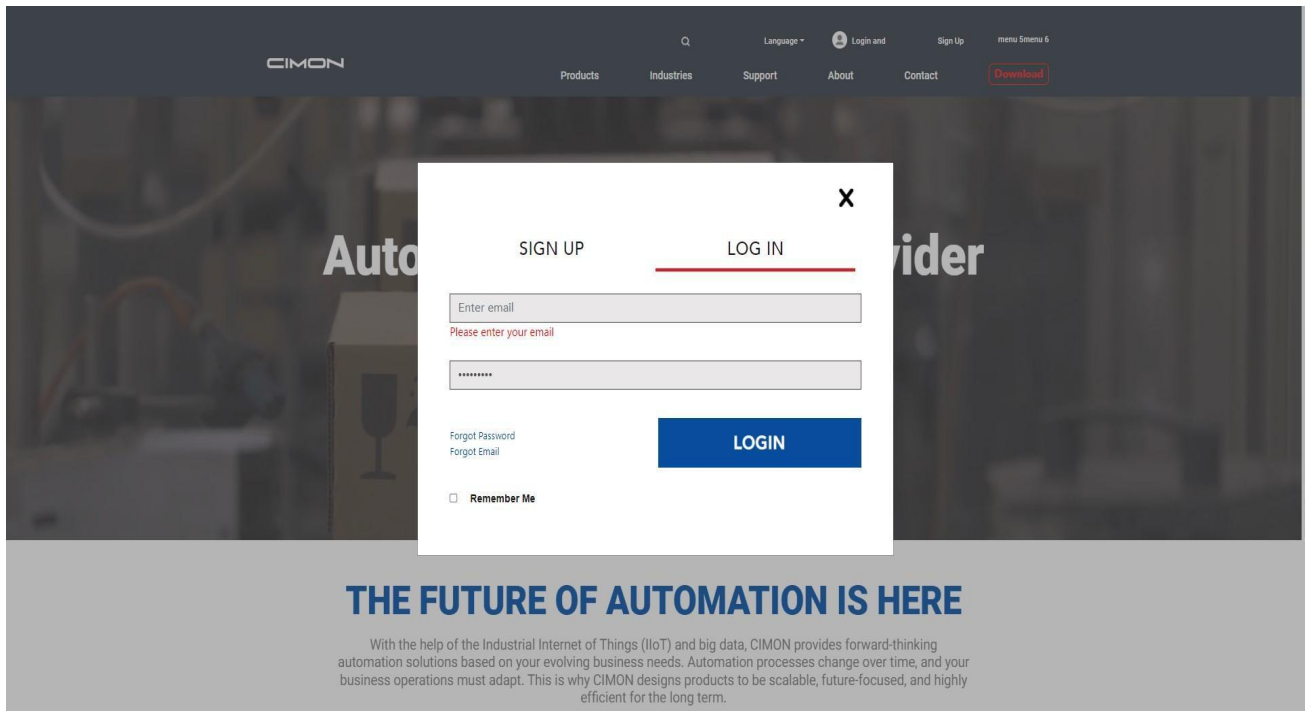 Language
Login and
Sign Up
menu 5menu 6
CIMON
Products
Industries
Support
About
Contact
Download
X
SIGN UP
LOG IN
Auto
vider
Enter email
Please enter your email
•••••••••
Forgot Password
Forgot Email
LOGIN
Remember Me
THE FUTURE OF AUTOMATION IS HERE
With the help of the Industrial Internet of Things (IIoT) and big data, CIMON provides forward-thinking
automation solutions based on your evolving business needs. Automation processes change over time, and your
business operations must adapt. This is why CIMON designs products to be scalable, future-focused, and highly
efficient for the long term.